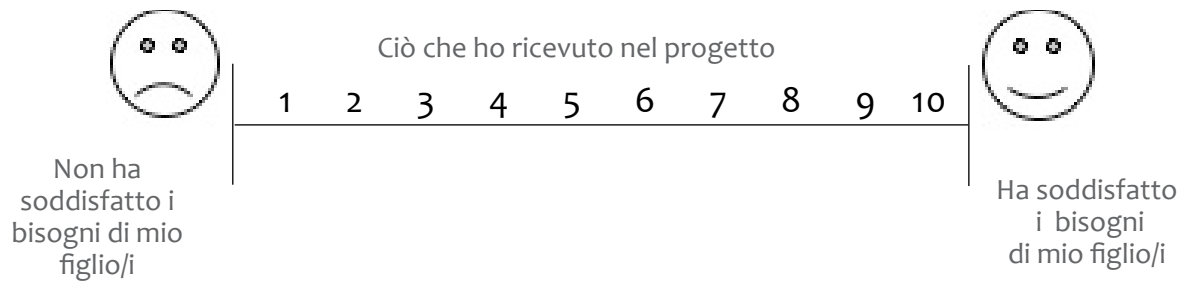 Ciò che ho ricevuto nel progetto
1 2 3 4 5 6 7 8 9 10
Non ha
soddisfatto i
bisogni di mio
figlio/i
Ha soddisfatto
i bisogni
di mio figlio/i